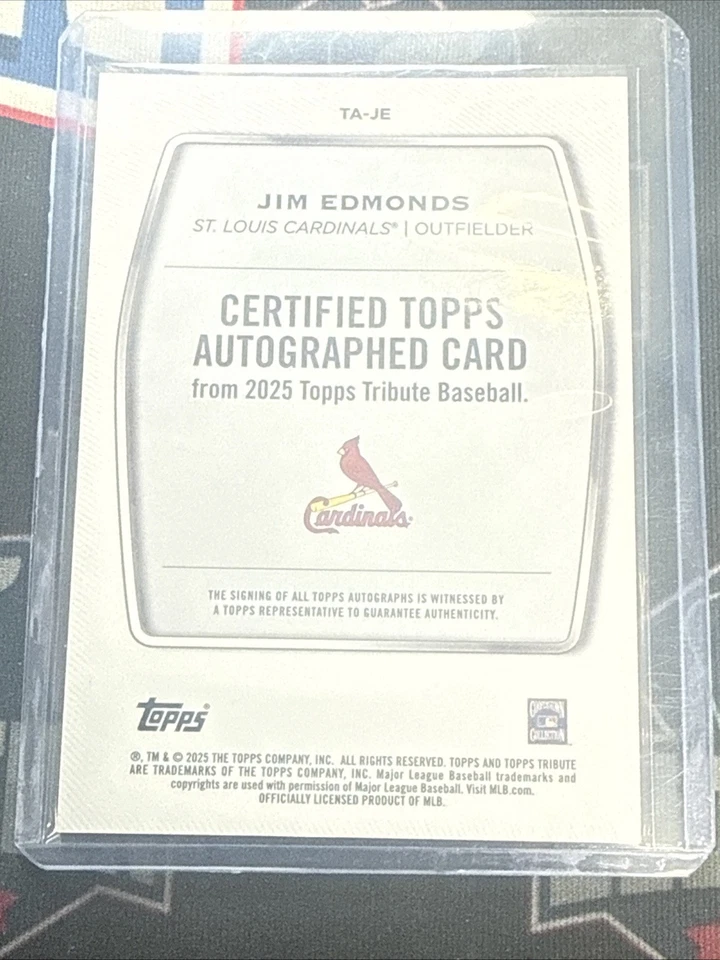 TA-JE
JIM EDMONDS
ST. LOUIS CARDINALS® | OUTFIELDER
CERTIFIED TOPPS
AUTOGRAPHED CARD
from 2025 Topps Tribute Baseball.
Cardinals
THE SIGNING OF ALL TOPPS AUTOGRAPHS IS WITNESSED BY
A TOPPS REPRESENTATIVE TO GUARANTEE AUTHENTICITY.
Topps®
®, TM & © 2025 THE TOPPS COMPANY, INC. ALL RIGHTS RESERVED. TOPPS AND TOPPS TRIBUTE
ARE TRADEMARKS OF THE TOPPS COMPANY, INC. Major League Baseball trademarks and
copyrights are used with permission of Major League Baseball. Visit MLB.com.
OFFICIALLY LICENSED PRODUCT OF MLB.